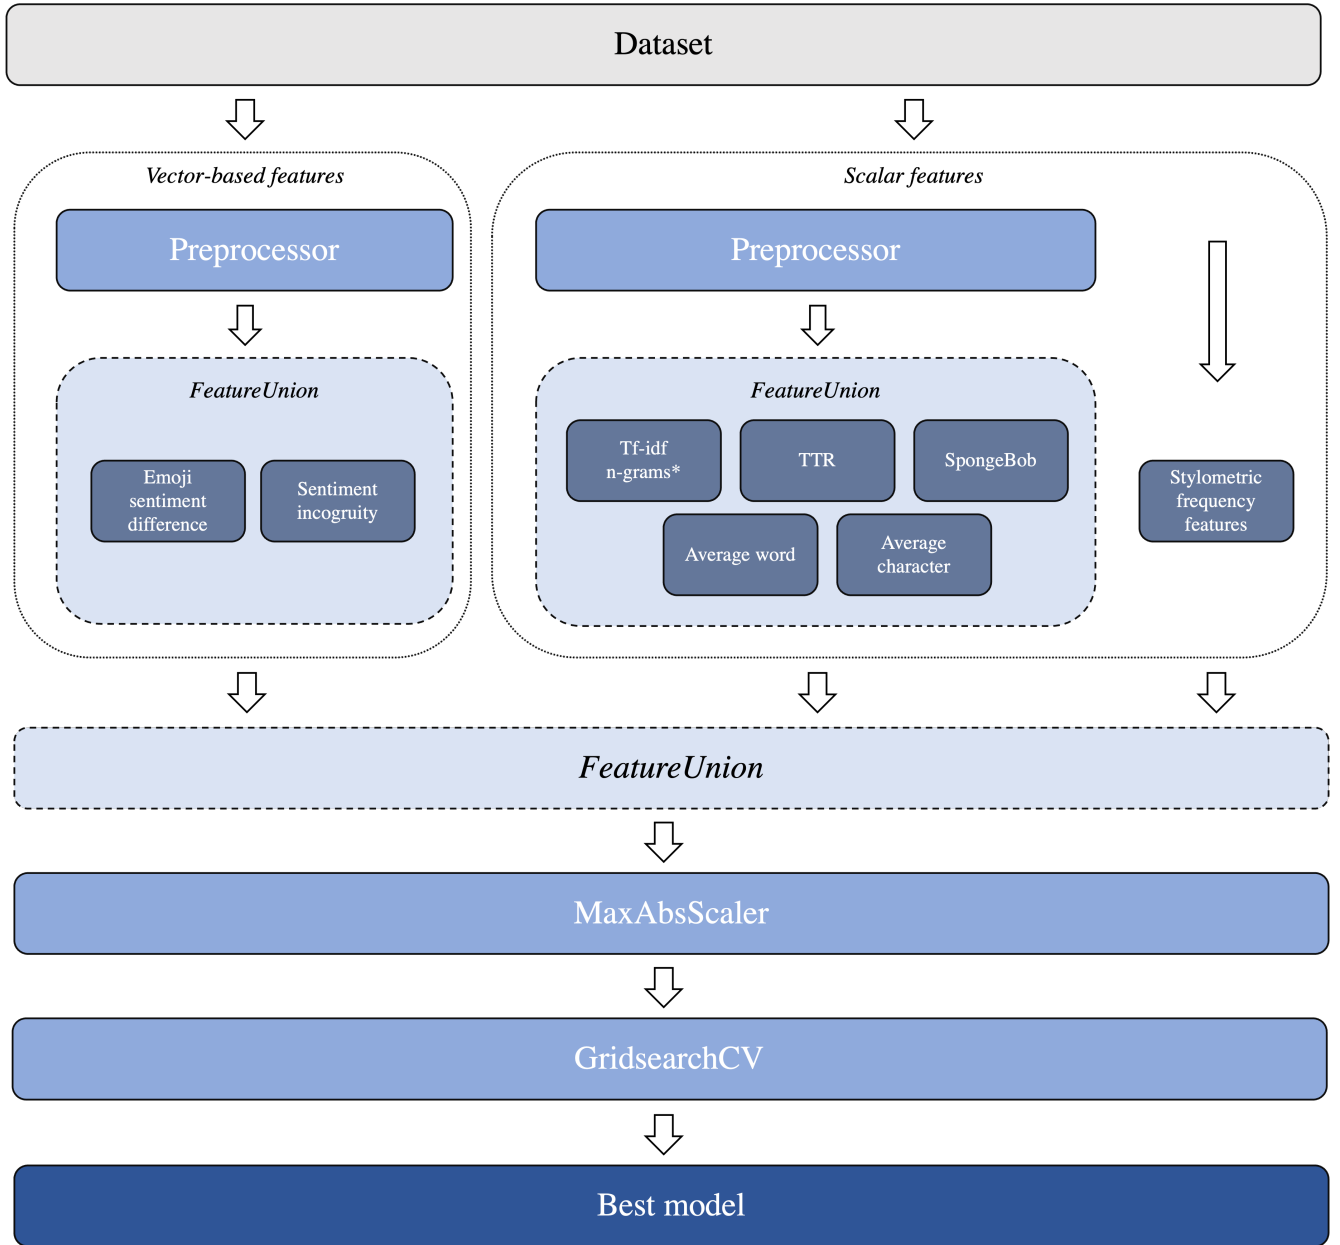 Dataset
Vector-based features
Scalar features
Preprocessor
Preprocessor
FeatureUnion
FeatureUnion
Emoji
sentiment
difference
Sentiment
incogruity
Tf-idf
n-grams*
TTR
SpongeBob
Average word
Average
character
Stylometric
frequency
features
FeatureUnion
MaxAbsScaler
GridsearchCV
Best model